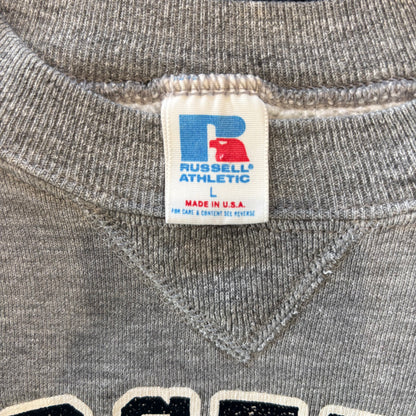 R
RUSSELL®
ATHLETIC
L
MADE IN U.S.A.
FOR CARE & CONTENT SEE REVERSE